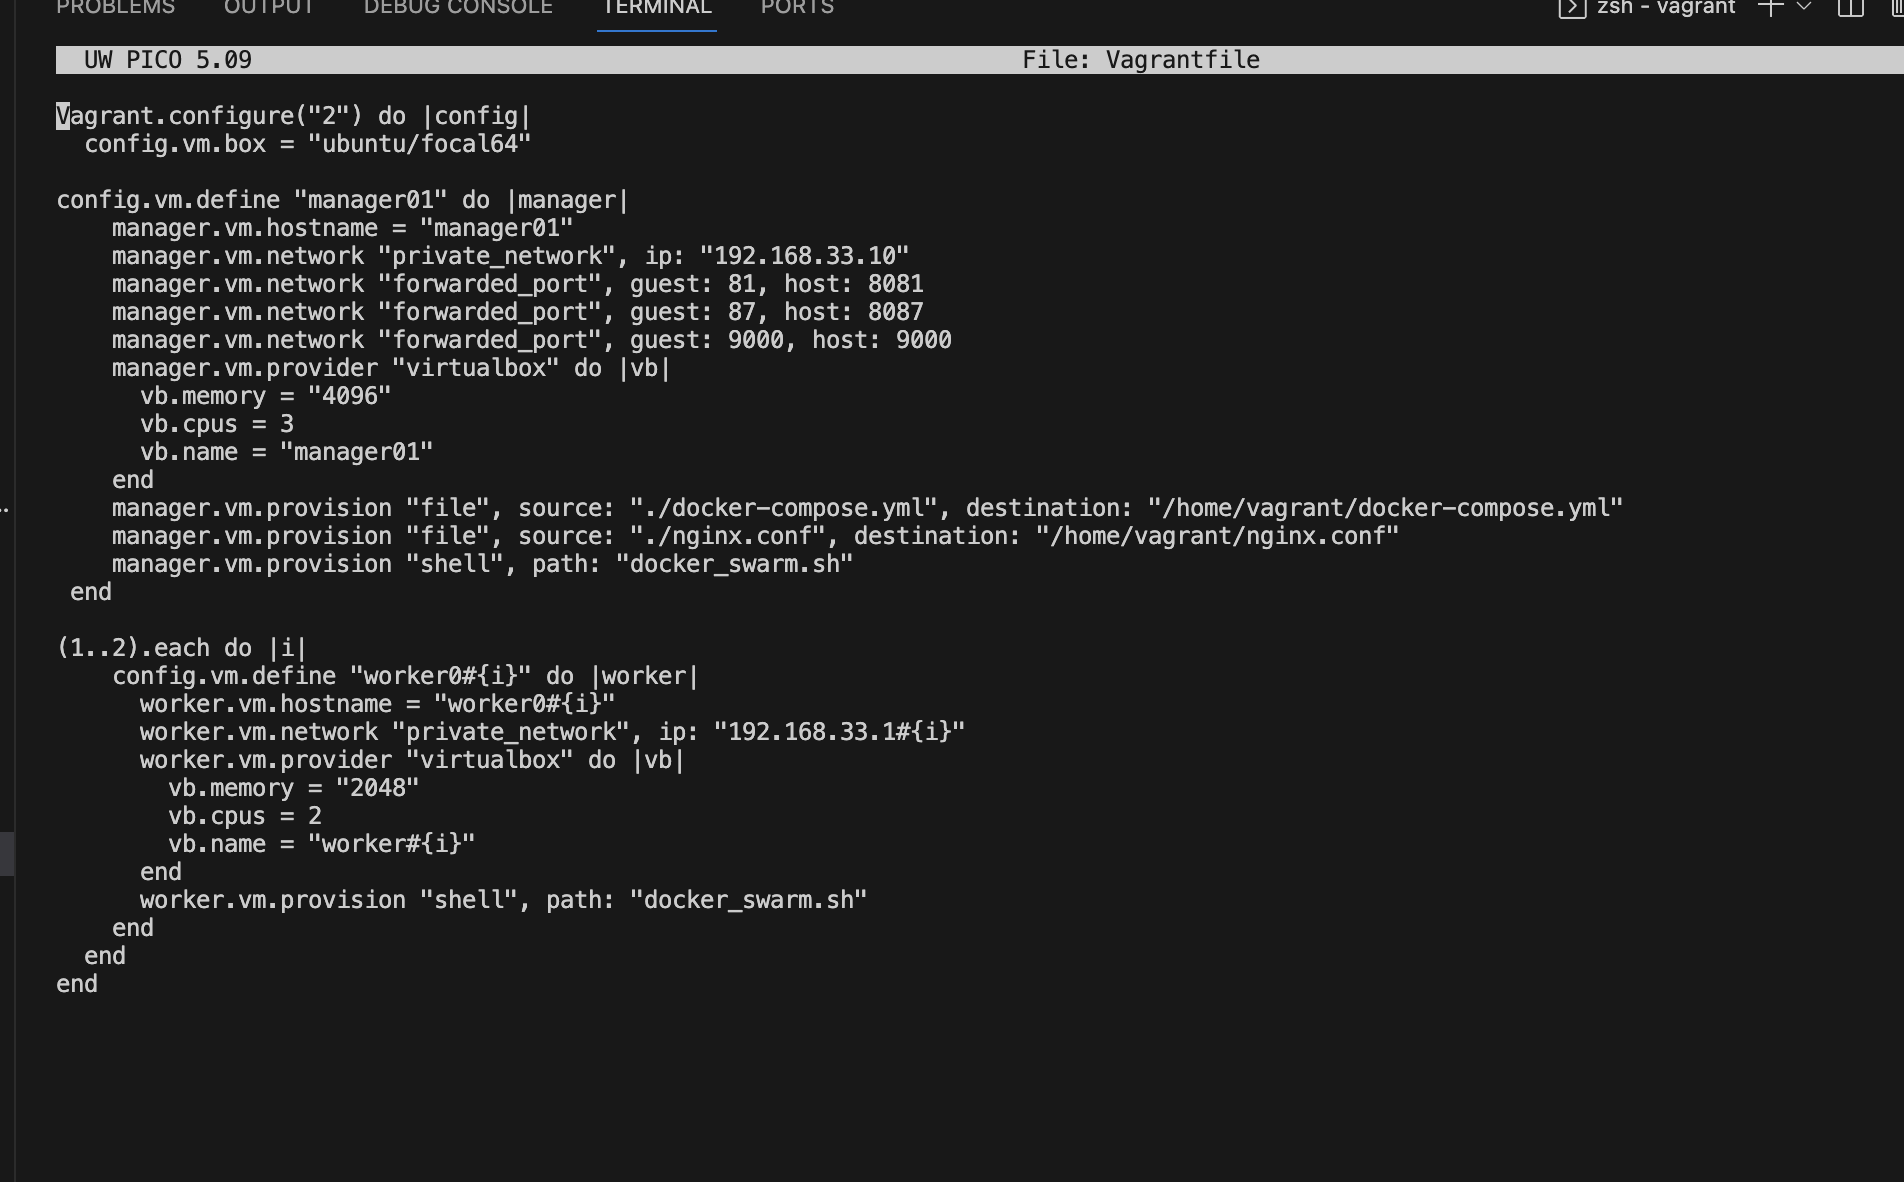 PROBLEMS OUTPUT DEBUG CONSOLE TERMINAL PORTS zsh - vagrant
UW PICO 5.09 File: Vagrantfile
Vagrant.configure("2") do |config|
  config.vm.box = "ubuntu/focal64"

config.vm.define "manager01" do |manager|
    manager.vm.hostname = "manager01"
    manager.vm.network "private_network", ip: "192.168.33.10"
    manager.vm.network "forwarded_port", guest: 81, host: 8081
    manager.vm.network "forwarded_port", guest: 87, host: 8087
    manager.vm.network "forwarded_port", guest: 9000, host: 9000
    manager.vm.provider "virtualbox" do |vb|
      vb.memory = "4096"
      vb.cpus = 3
      vb.name = "manager01"
    end
    manager.vm.provision "file", source: "./docker-compose.yml", destination: "/home/vagrant/docker-compose.yml"
    manager.vm.provision "file", source: "./nginx.conf", destination: "/home/vagrant/nginx.conf"
    manager.vm.provision "shell", path: "docker_swarm.sh"
 end

(1..2).each do |i|
    config.vm.define "worker0#{i}" do |worker|
      worker.vm.hostname = "worker0#{i}"
      worker.vm.network "private_network", ip: "192.168.33.1#{i}"
      worker.vm.provider "virtualbox" do |vb|
        vb.memory = "2048"
        vb.cpus = 2
        vb.name = "worker#{i}"
      end
      worker.vm.provision "shell", path: "docker_swarm.sh"
    end
  end
end